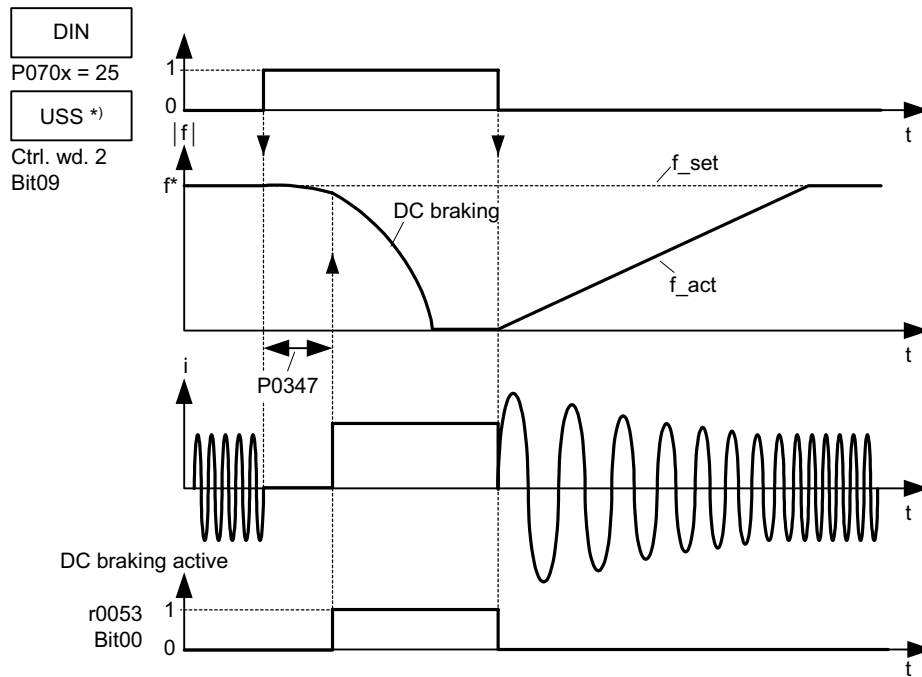 DIN
P070x = 25
1
0
t
USS *)
Ctrl. wd. 2
Bit09
|f|
f*
f_set
DC braking
f_act
t
P0347
i
t
DC braking active
r0053
Bit00
1
0
t